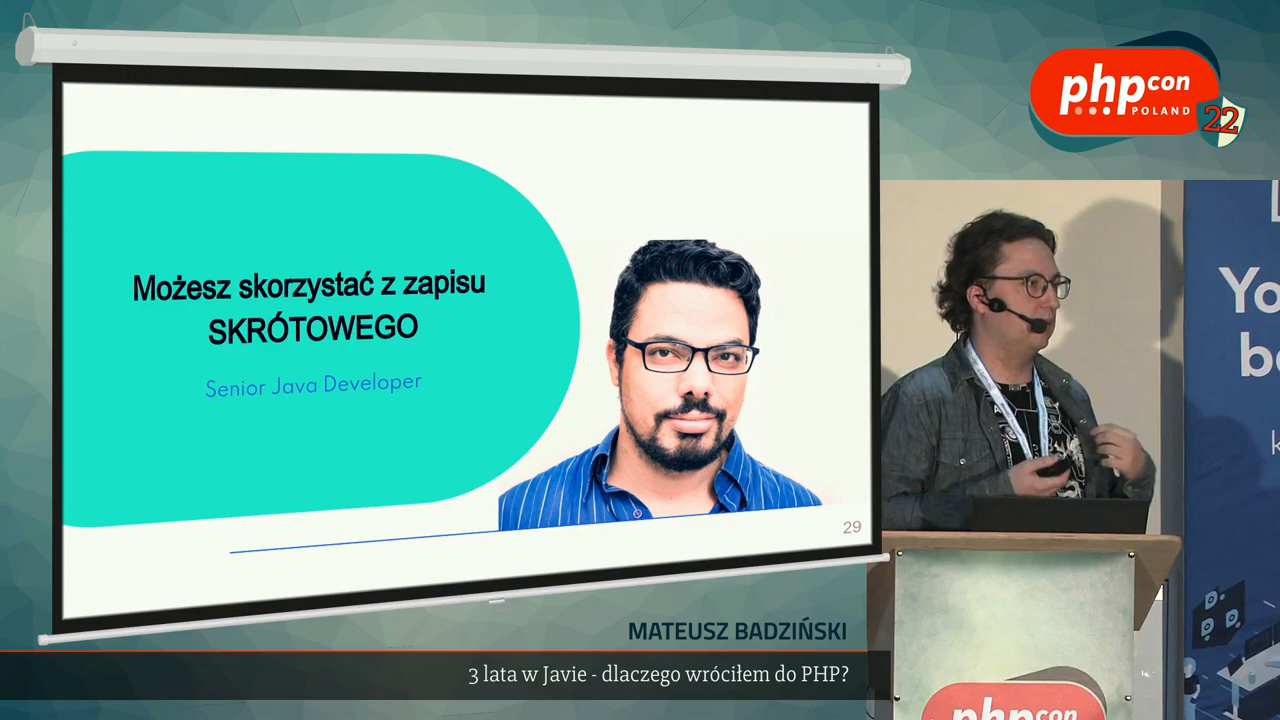 Możesz skorzystać z zapisu
SKRÓTOWEGO
Senior Java Developer
29
phpcon
POLAND
22
MATEUSZ BADZIŃSKI
3 lata w Javie - dlaczego wróciłem do PHP?
phpcon